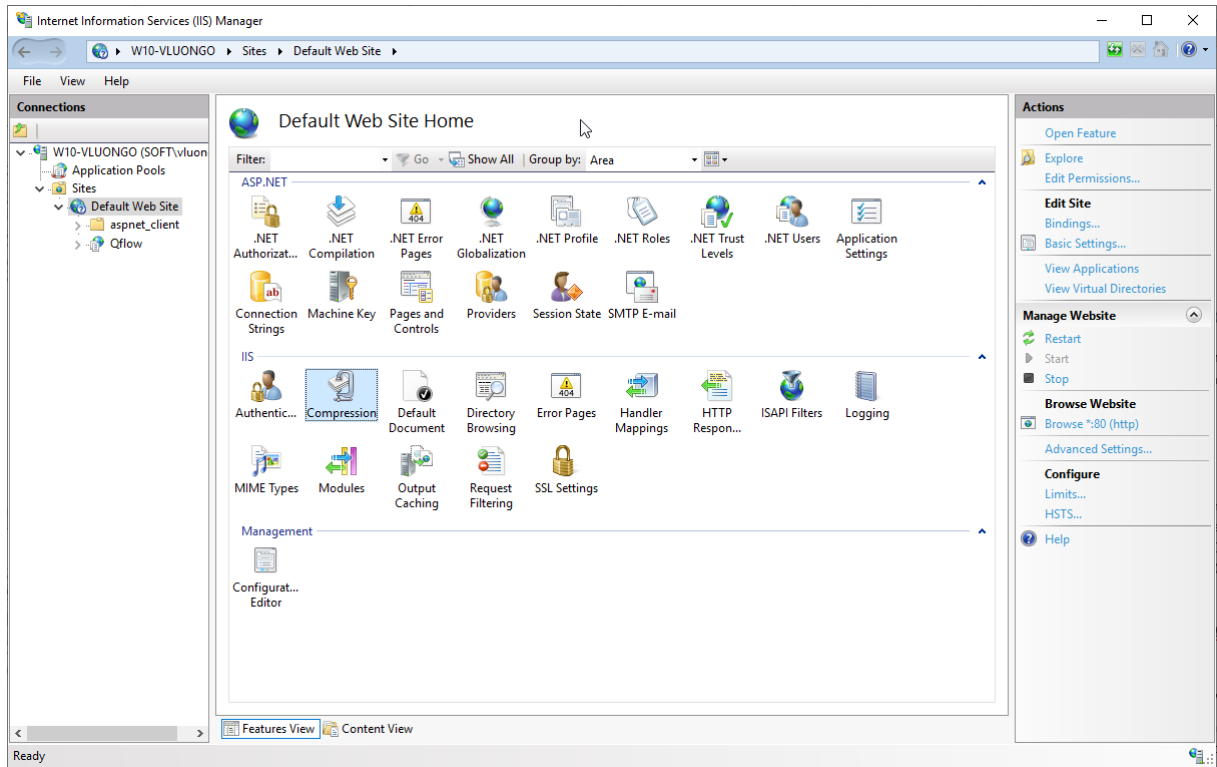 Internet Information Services (IIS) Manager
W10-VLUONGO ▸ Sites ▸ Default Web Site ▸
File View Help
Connections
W10-VLUONGO (SOFT\vluon
Application Pools
Sites
Default Web Site
aspnet_client
Qflow
Default Web Site Home
Filter: Go Show All Group by: Area
ASP.NET
.NET Authorizat...
.NET Compilation
.NET Error Pages
404
.NET Globalization
.NET Profile
.NET Roles
.NET Trust Levels
.NET Users
Application Settings
ab
Connection Strings
Machine Key
Pages and Controls
Providers
Session State
SMTP E-mail
IIS
Authentic...
Compression
Default Document
Directory Browsing
404
Error Pages
Handler Mappings
HTTP Respon...
ISAPI Filters
Logging
MIME Types
Modules
Output Caching
Request Filtering
SSL Settings
Management
Configurat... Editor
Features View
Content View
Actions
Open Feature
Explore
Edit Permissions...
Edit Site
Bindings...
Basic Settings...
View Applications
View Virtual Directories
Manage Website
Restart
Start
Stop
Browse Website
Browse *:80 (http)
Advanced Settings...
Configure
Limits...
HSTS...
Help
Ready